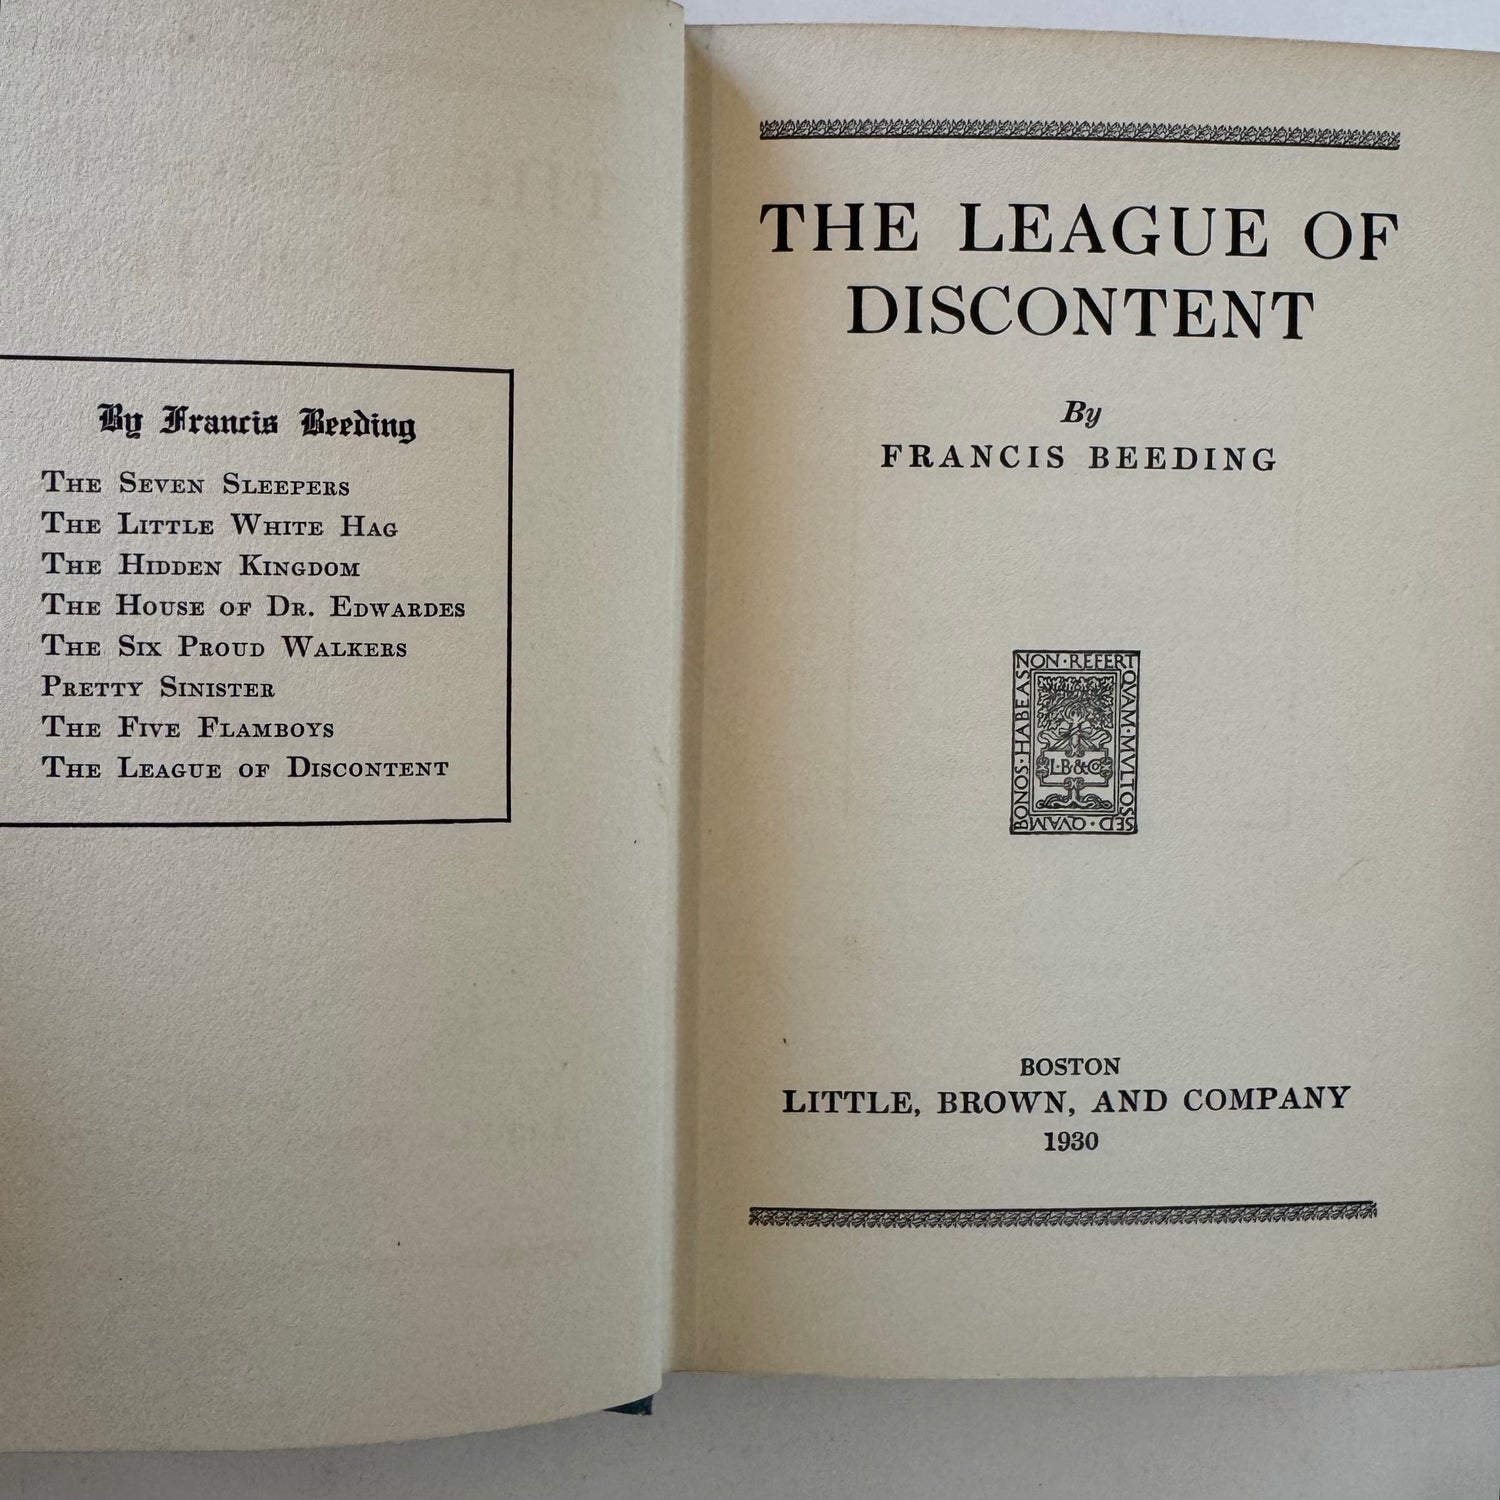 By Francis Beeding
THE SEVEN SLEEPERS
THE LITTLE WHITE HAG
THE HIDDEN KINGDOM
THE HOUSE OF DR. EDWARDES
THE SIX PROUD WALKERS
PRETTY SINISTER
THE FIVE FLAMBOYS
THE LEAGUE OF DISCONTENT
THE LEAGUE OF
DISCONTENT
By
FRANCIS BEEDING
NON·REFERT
QVAM·MVLTOS
SED·QVAM
BONOS·HABEAS
L·B·&·Co
BOSTON
LITTLE, BROWN, AND COMPANY
1930